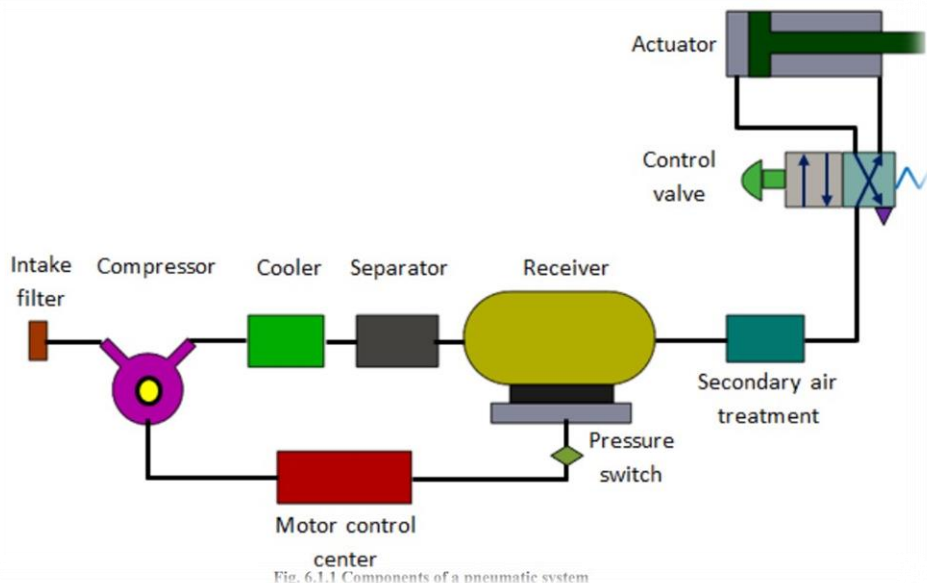 Actuator
Control
valve
Intake
filter
Compressor
Cooler
Separator
Receiver
Secondary air
treatment
Pressure
switch
Motor control
center
Fig. 6.1.1 Components of a pneumatic system